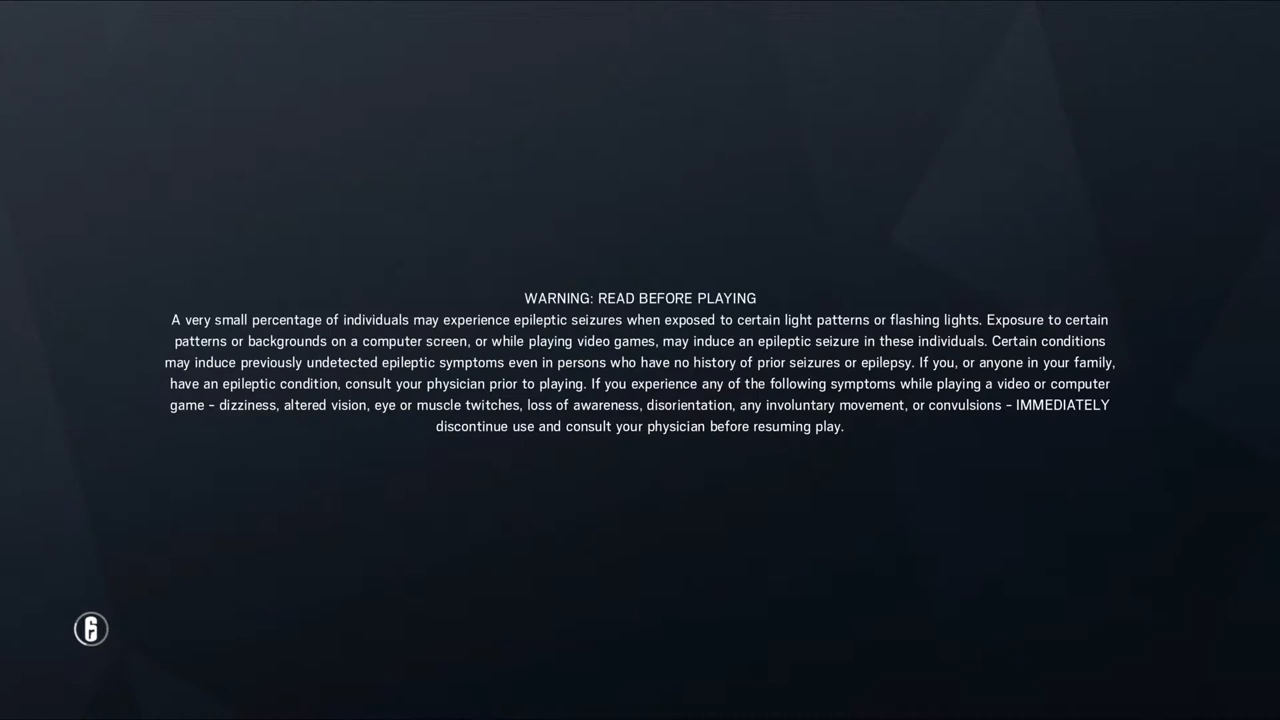 WARNING: READ BEFORE PLAYING
A very small percentage of individuals may experience epileptic seizures when exposed to certain light patterns or flashing lights. Exposure to certain
patterns or backgrounds on a computer screen, or while playing video games, may induce an epileptic seizure in these individuals. Certain conditions
may induce previously undetected epileptic symptoms even in persons who have no history of prior seizures or epilepsy. If you, or anyone in your family,
have an epileptic condition, consult your physician prior to playing. If you experience any of the following symptoms while playing a video or computer
game – dizziness, altered vision, eye or muscle twitches, loss of awareness, disorientation, any involuntary movement, or convulsions – IMMEDIATELY
discontinue use and consult your physician before resuming play.
6